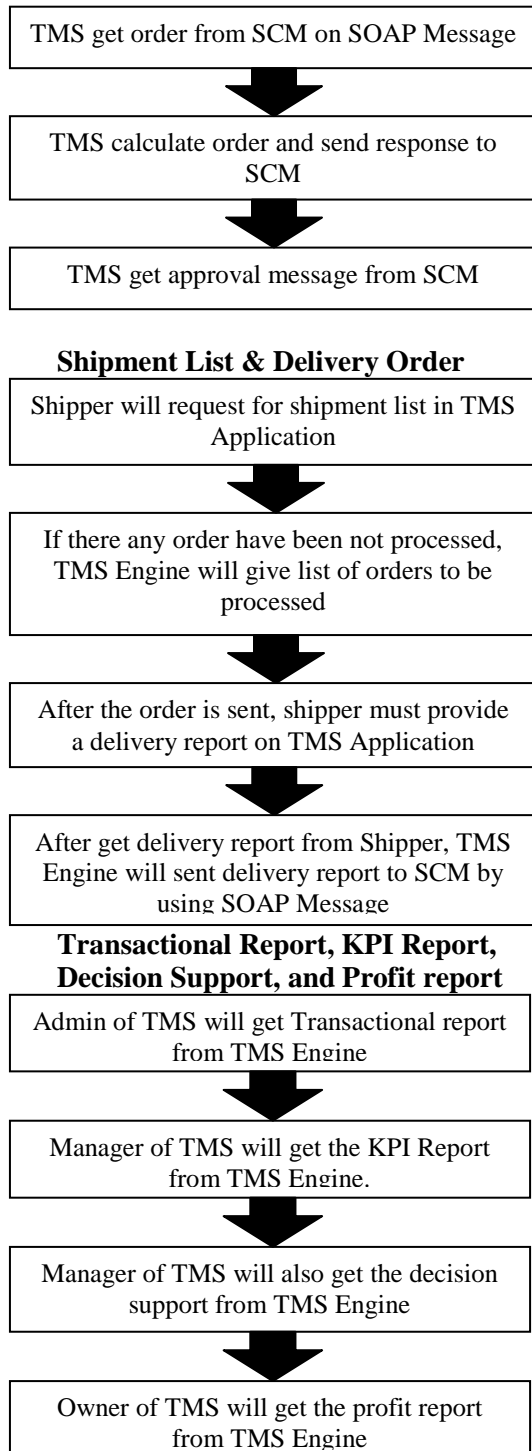 TMS get order from SCM on SOAP Message
TMS calculate order and send response to
SCM
TMS get approval message from SCM
Shipment List & Delivery Order
Shipper will request for shipment list in TMS
Application
If there any order have been not processed,
TMS Engine will give list of orders to be
processed
After the order is sent, shipper must provide
a delivery report on TMS Application
After get delivery report from Shipper, TMS
Engine will sent delivery report to SCM by
using SOAP Message
Transactional Report, KPI Report,
Decision Support, and Profit report
Admin of TMS will get Transactional report
from TMS Engine
Manager of TMS will get the KPI Report
from TMS Engine.
Manager of TMS will also get the decision
support from TMS Engine
Owner of TMS will get the profit report
from TMS Engine